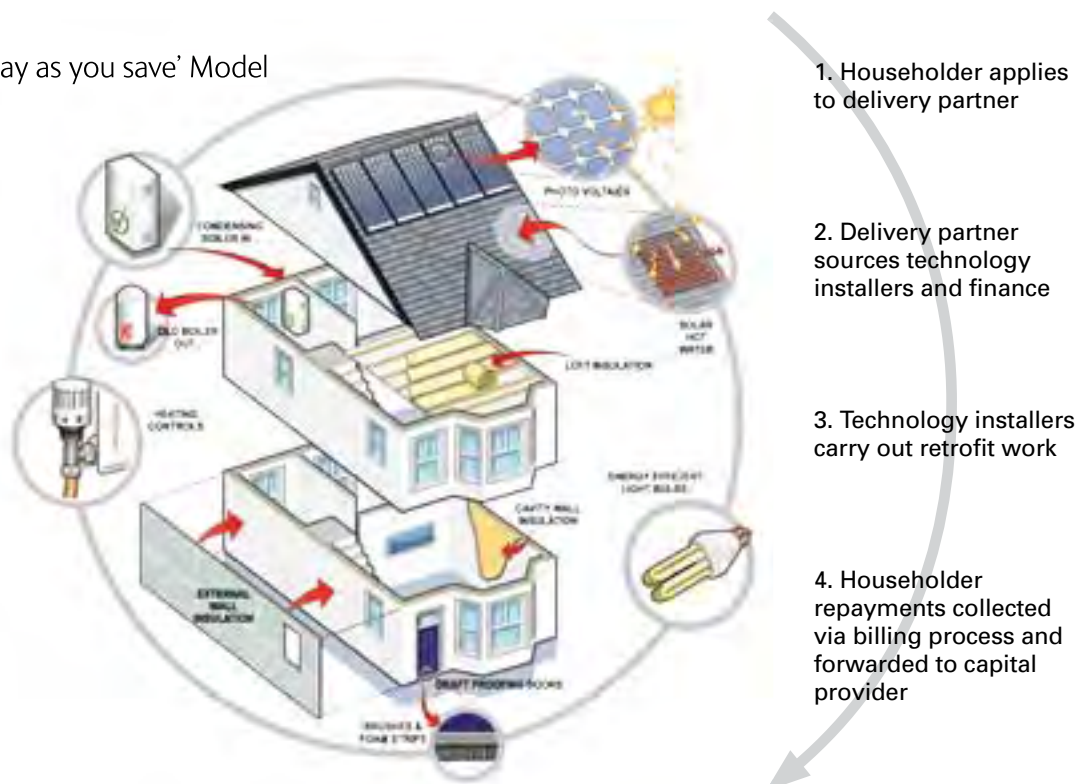 ay as you save’ Model
1. Householder applies
to delivery partner
2. Delivery partner
sources technology
installers and finance
3. Technology installers
carry out retrofit work
4. Householder
repayments collected
via billing process and
forwarded to capital
provider
PHOTO VOLTAICS
CONDENSING
BOILER IN
OLD BOILER
OUT
SOLAR
HOT
WATER
LOFT INSULATION
HEATING
CONTROLS
ENERGY EFFICIENT
LIGHT BULBS
CAVITY WALL
INSULATION
EXTERNAL
WALL
INSULATION
DRAFT PROOFING DOORS
BRUSHES &
FOAM STRIPS